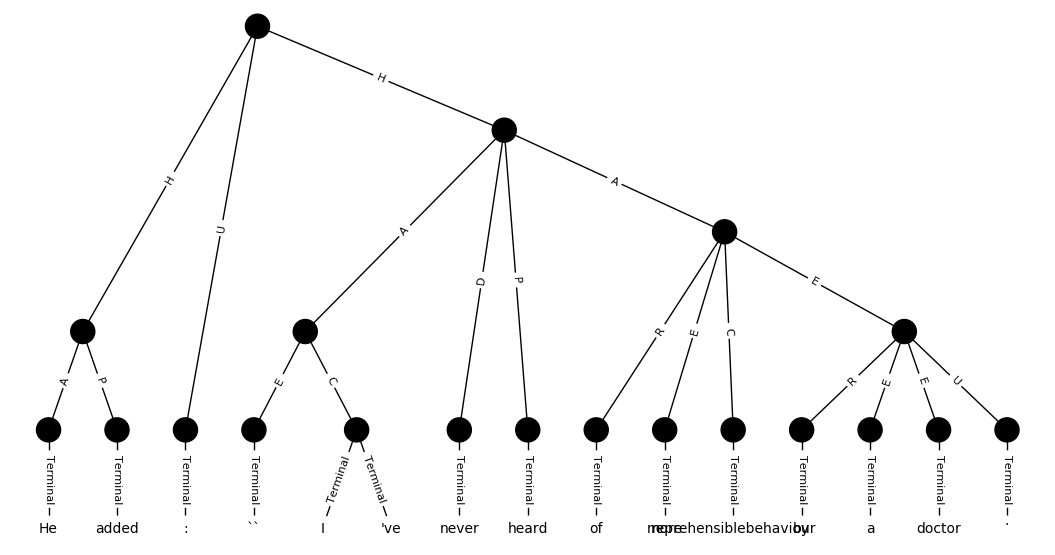 H
H
U
A
A
D
P
A
P
E
C
R
E
C
E
R
E
E
U
Terminal Terminal Terminal Terminal Terminal Terminal Terminal Terminal Terminal Terminal Terminal Terminal Terminal Terminal Terminal
He added : `` I 've never heard of more reprehensible behaviour by a doctor .